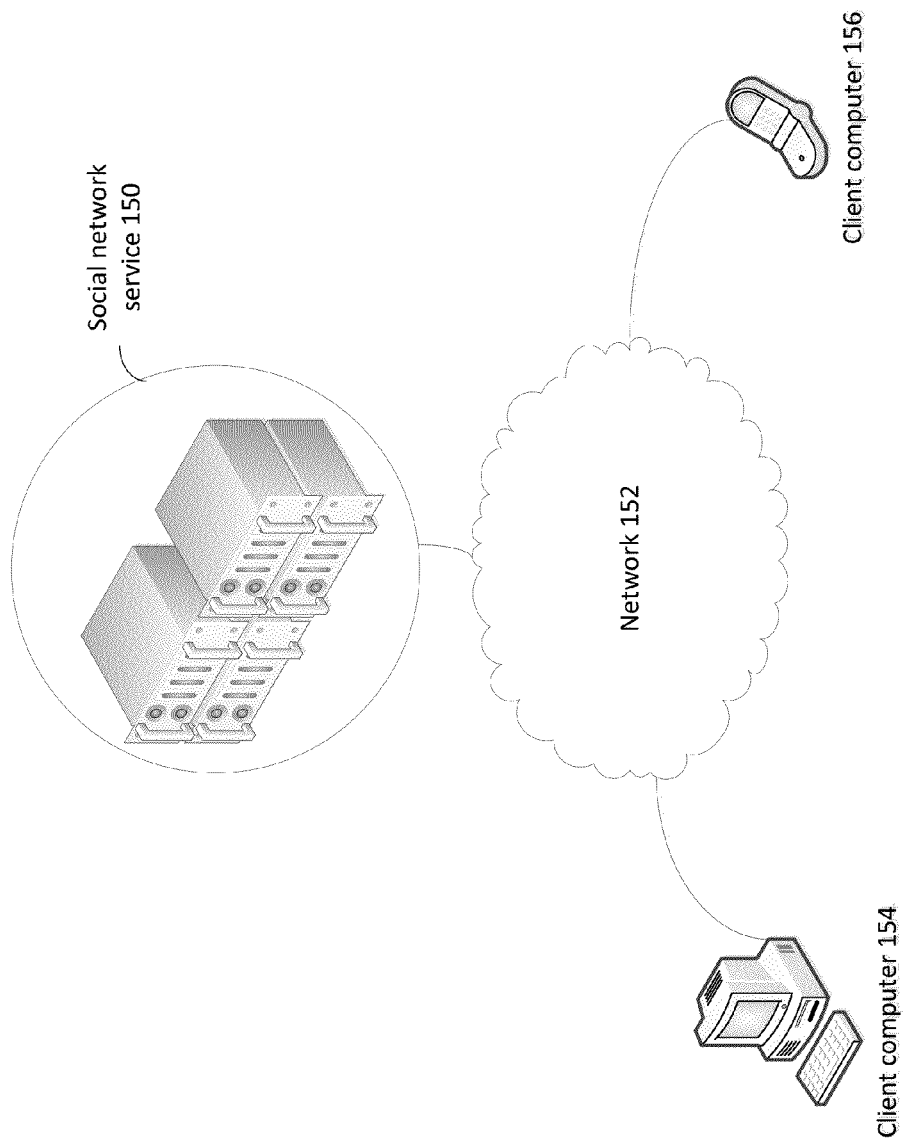 Social network
service 150
Network 152
Client computer 154
Client computer 156